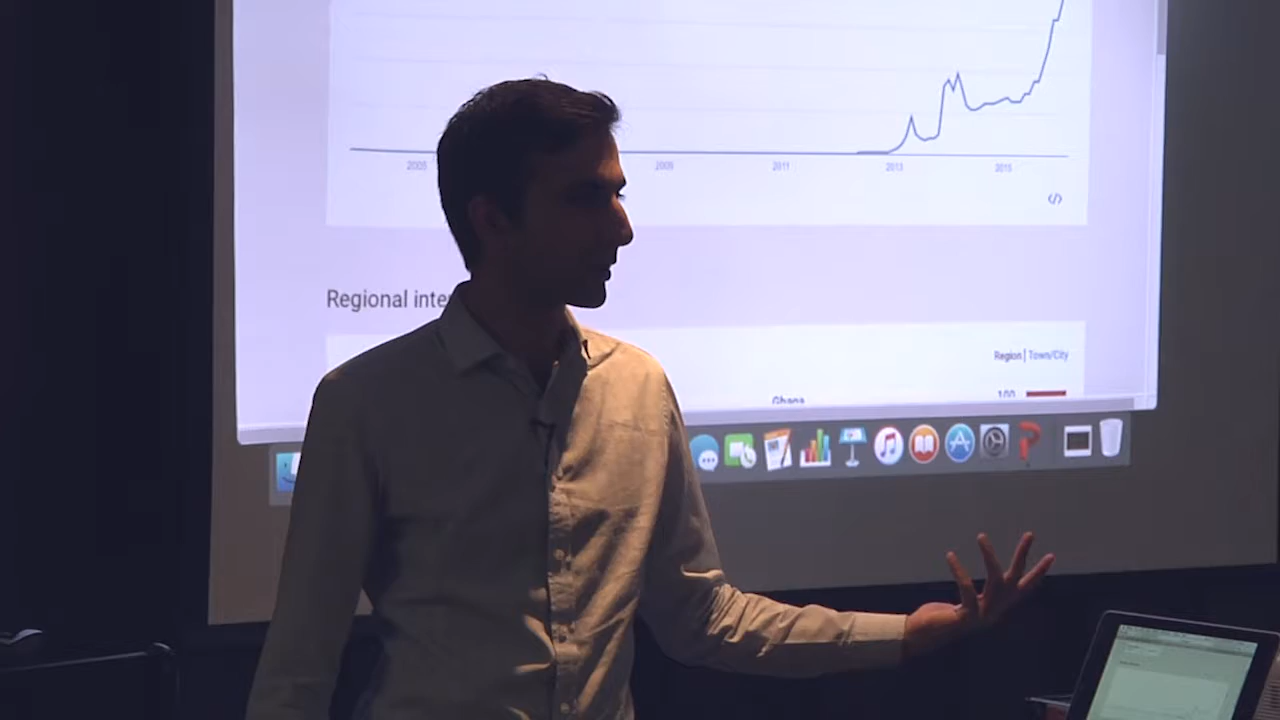 2005 2009 2011 2013 2015
Regional inte
Region | Town/City
Ghana
100